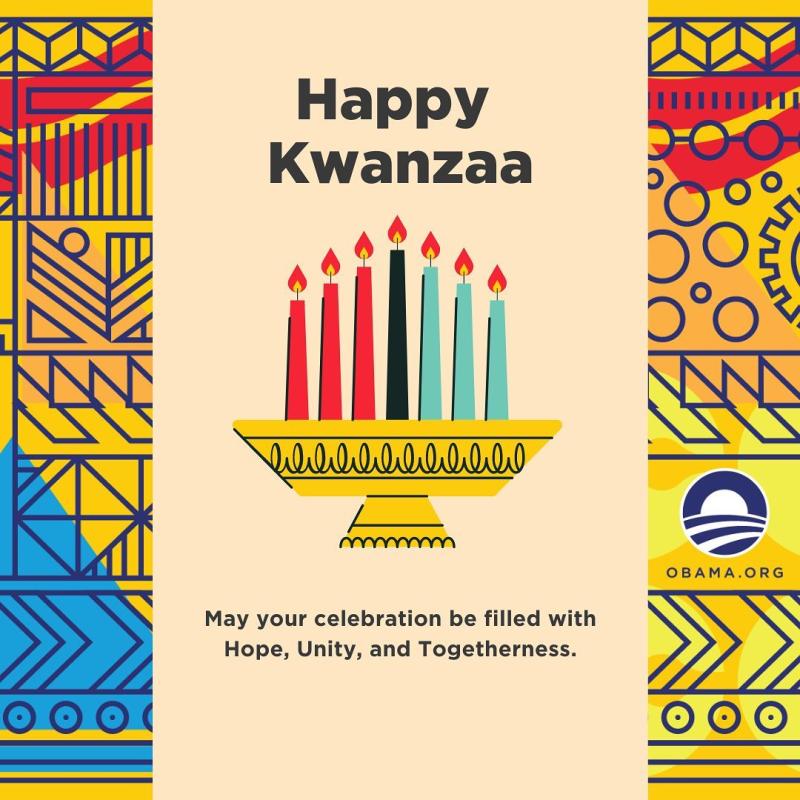 Happy
Kwanzaa
OBAMA.ORG
May your celebration be filled with
Hope, Unity, and Togetherness.